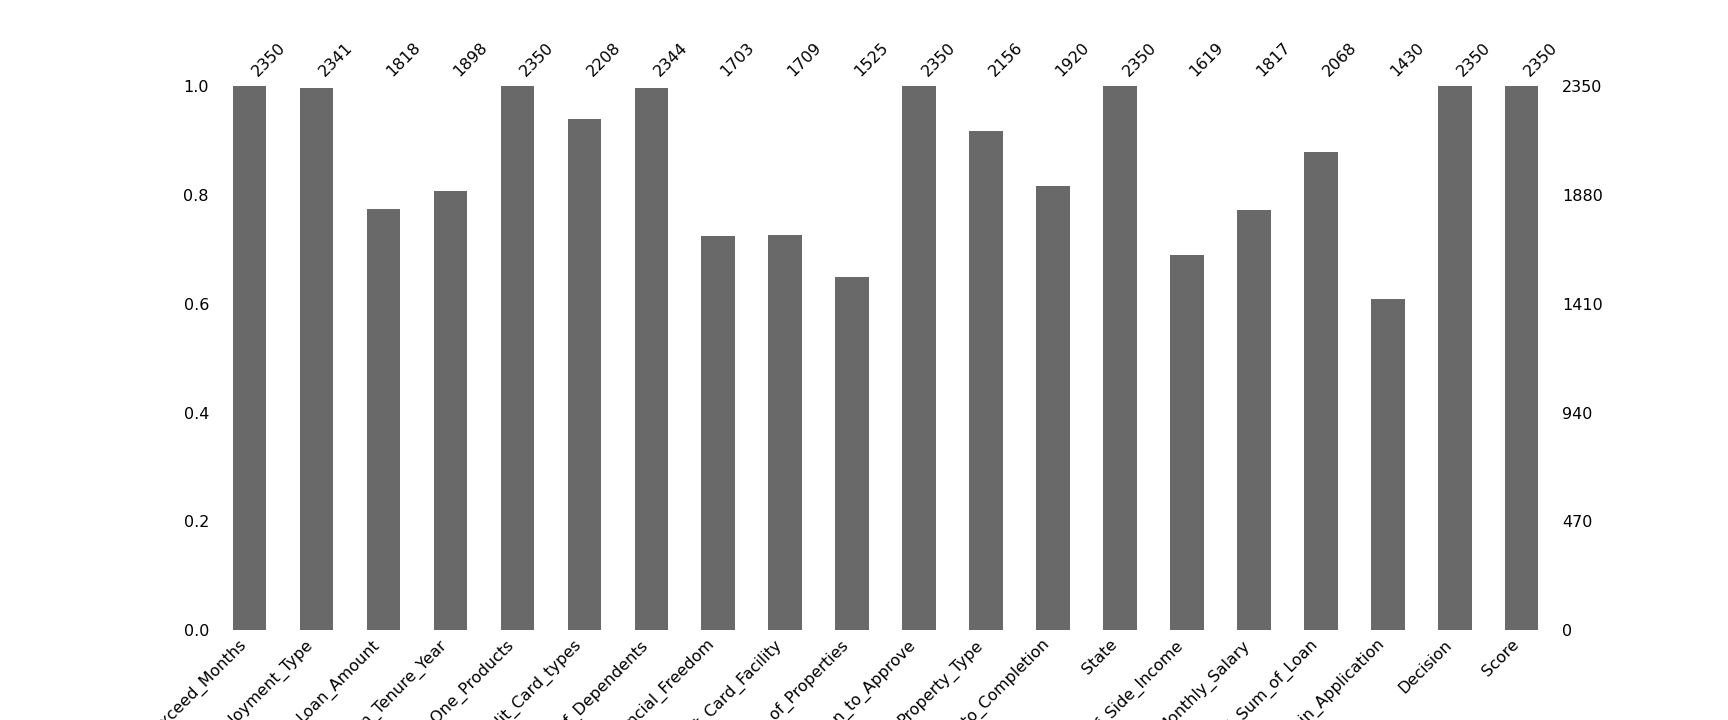 2350 2341 1818 1898 2350 2208 2344 1703 1709 1525 2350 2156 1920 2350 1619 1817 2068 1430 2350 2350
1.0 2350
0.8 1880
0.6 1410
0.4 940
0.2 470
0.0 0
xceed_Months
loyment_Type
Loan_Amount
_Tenure_Year
One_Products
it_Card_types
f_Dependents
ncial_Freedom
Card_Facility
of_Properties
n_to_Approve
Property_Type
to_Completion
State
f_Side_Income
Monthly_Salary
Sum_of_Loan
in_Application
Decision
Score